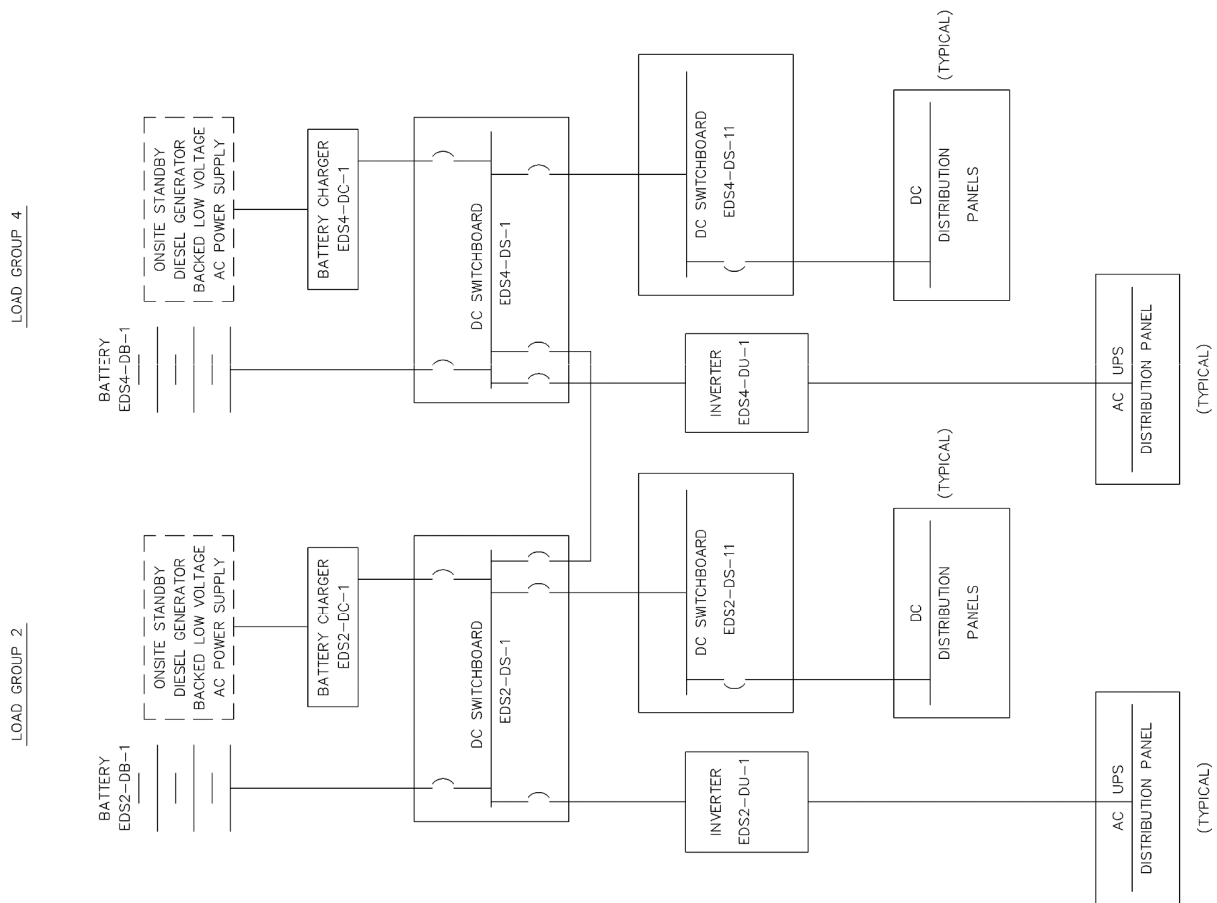 LOAD GROUP 2
BATTERY
EDS2-DB-1
ONSITE STANDBY
DIESEL GENERATOR
BACKED LOW VOLTAGE
AC POWER SUPPLY
BATTERY CHARGER
EDS2-DC-1
DC SWITCHBOARD
EDS2-DS-1
INVERTER
EDS2-DU-1
DC SWITCHBOARD
EDS2-DS-11
DC
DISTRIBUTION
PANELS
(TYPICAL)
AC UPS
DISTRIBUTION PANEL
(TYPICAL)
LOAD GROUP 4
BATTERY
EDS4-DB-1
ONSITE STANDBY
DIESEL GENERATOR
BACKED LOW VOLTAGE
AC POWER SUPPLY
BATTERY CHARGER
EDS4-DC-1
DC SWITCHBOARD
EDS4-DS-1
INVERTER
EDS4-DU-1
DC SWITCHBOARD
EDS4-DS-11
DC
DISTRIBUTION
PANELS
(TYPICAL)
AC UPS
DISTRIBUTION PANEL
(TYPICAL)